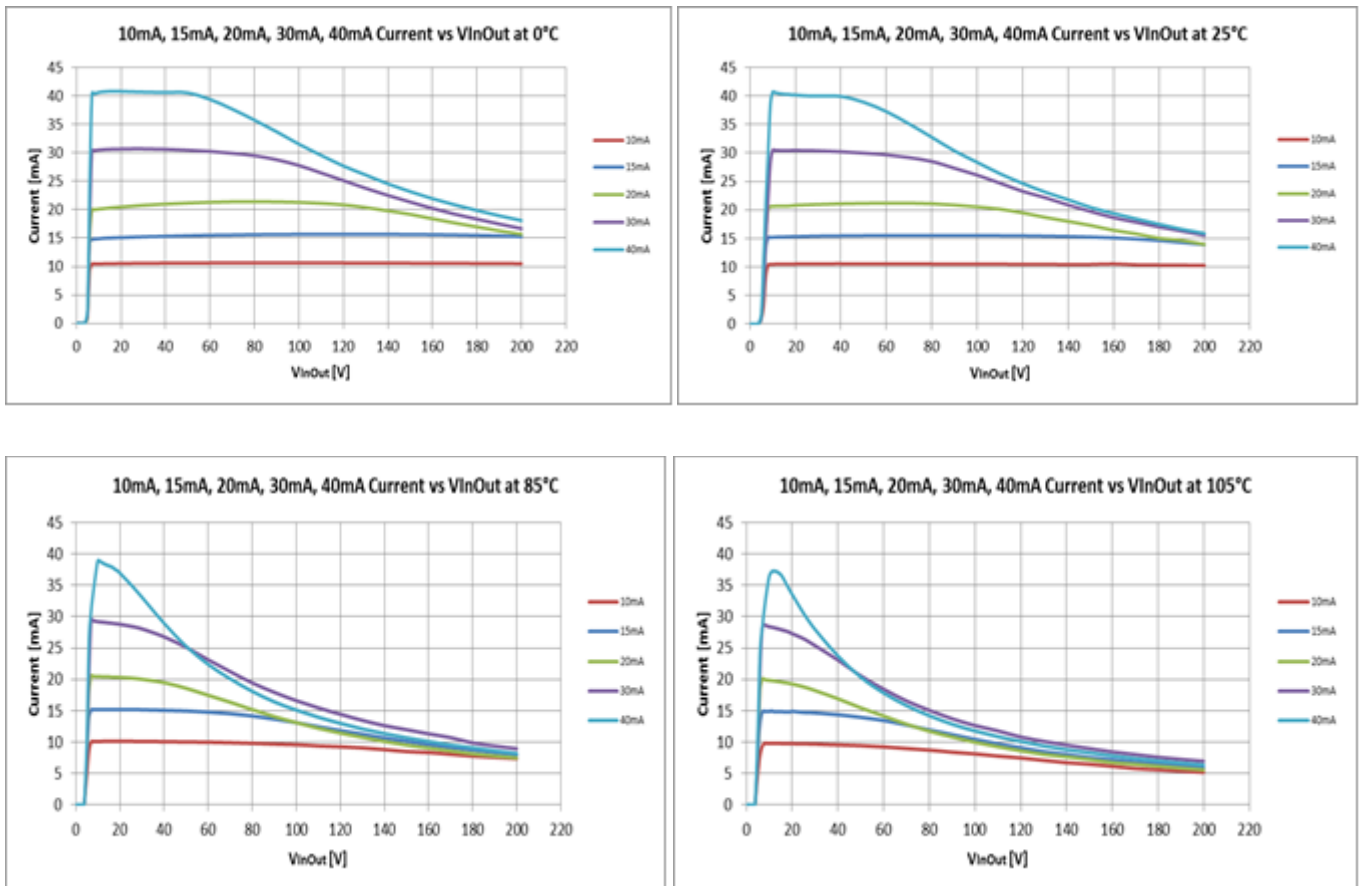 10mA, 15mA, 20mA, 30mA, 40mA Current vs VInOut at 0°C
Current [mA]
45
40
35
30
25
20
15
10
5
0
0 20 40 60 80 100 120 140 160 180 200 220
VInOut [V]
10mA
15mA
20mA
30mA
40mA
10mA, 15mA, 20mA, 30mA, 40mA Current vs VInOut at 25°C
Current [mA]
45
40
35
30
25
20
15
10
5
0
0 20 40 60 80 100 120 140 160 180 200 220
VInOut [V]
10mA
15mA
20mA
30mA
40mA
10mA, 15mA, 20mA, 30mA, 40mA Current vs VInOut at 85°C
Current [mA]
45
40
35
30
25
20
15
10
5
0
0 20 40 60 80 100 120 140 160 180 200 220
VInOut [V]
10mA
15mA
20mA
30mA
40mA
10mA, 15mA, 20mA, 30mA, 40mA Current vs VInOut at 105°C
Current [mA]
45
40
35
30
25
20
15
10
5
0
0 20 40 60 80 100 120 140 160 180 200 220
VInOut [V]
10mA
15mA
20mA
30mA
40mA